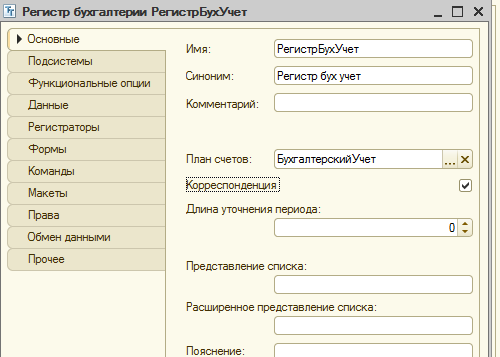 Регистр бухгалтерии РегистрБухУчет
Основные
Подсистемы
Функциональные опции
Данные
Регистраторы
Формы
Команды
Макеты
Права
Обмен данными
Прочее
Имя: РегистрБухУчет
Синоним: Регистр бух учет
Комментарий:
План счетов: БухгалтерскийУчет ... ×
Корреспонденция
Длина уточнения периода:
0
Представление списка:
Расширенное представление списка:
Пояснение: